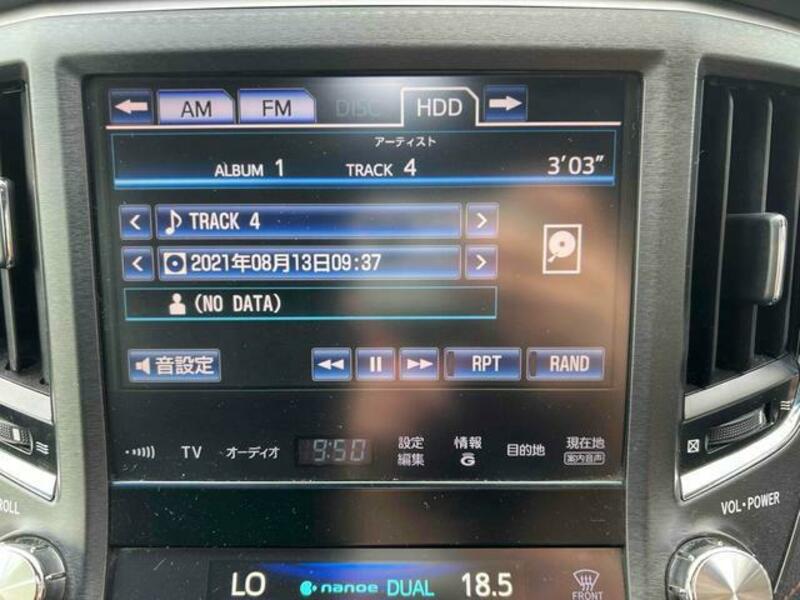 AM FM DISC HDD
アーティスト
ALBUM 1 TRACK 4 3'03"
TRACK 4
2021年08月13日09:37
(NO DATA)
音設定 RPT RAND
TV オーディオ 9:50 設定編集 情報G 目的地 現在地 案内音声
ROLL VOL・POWER
LO nanoe DUAL 18.5 FRONT